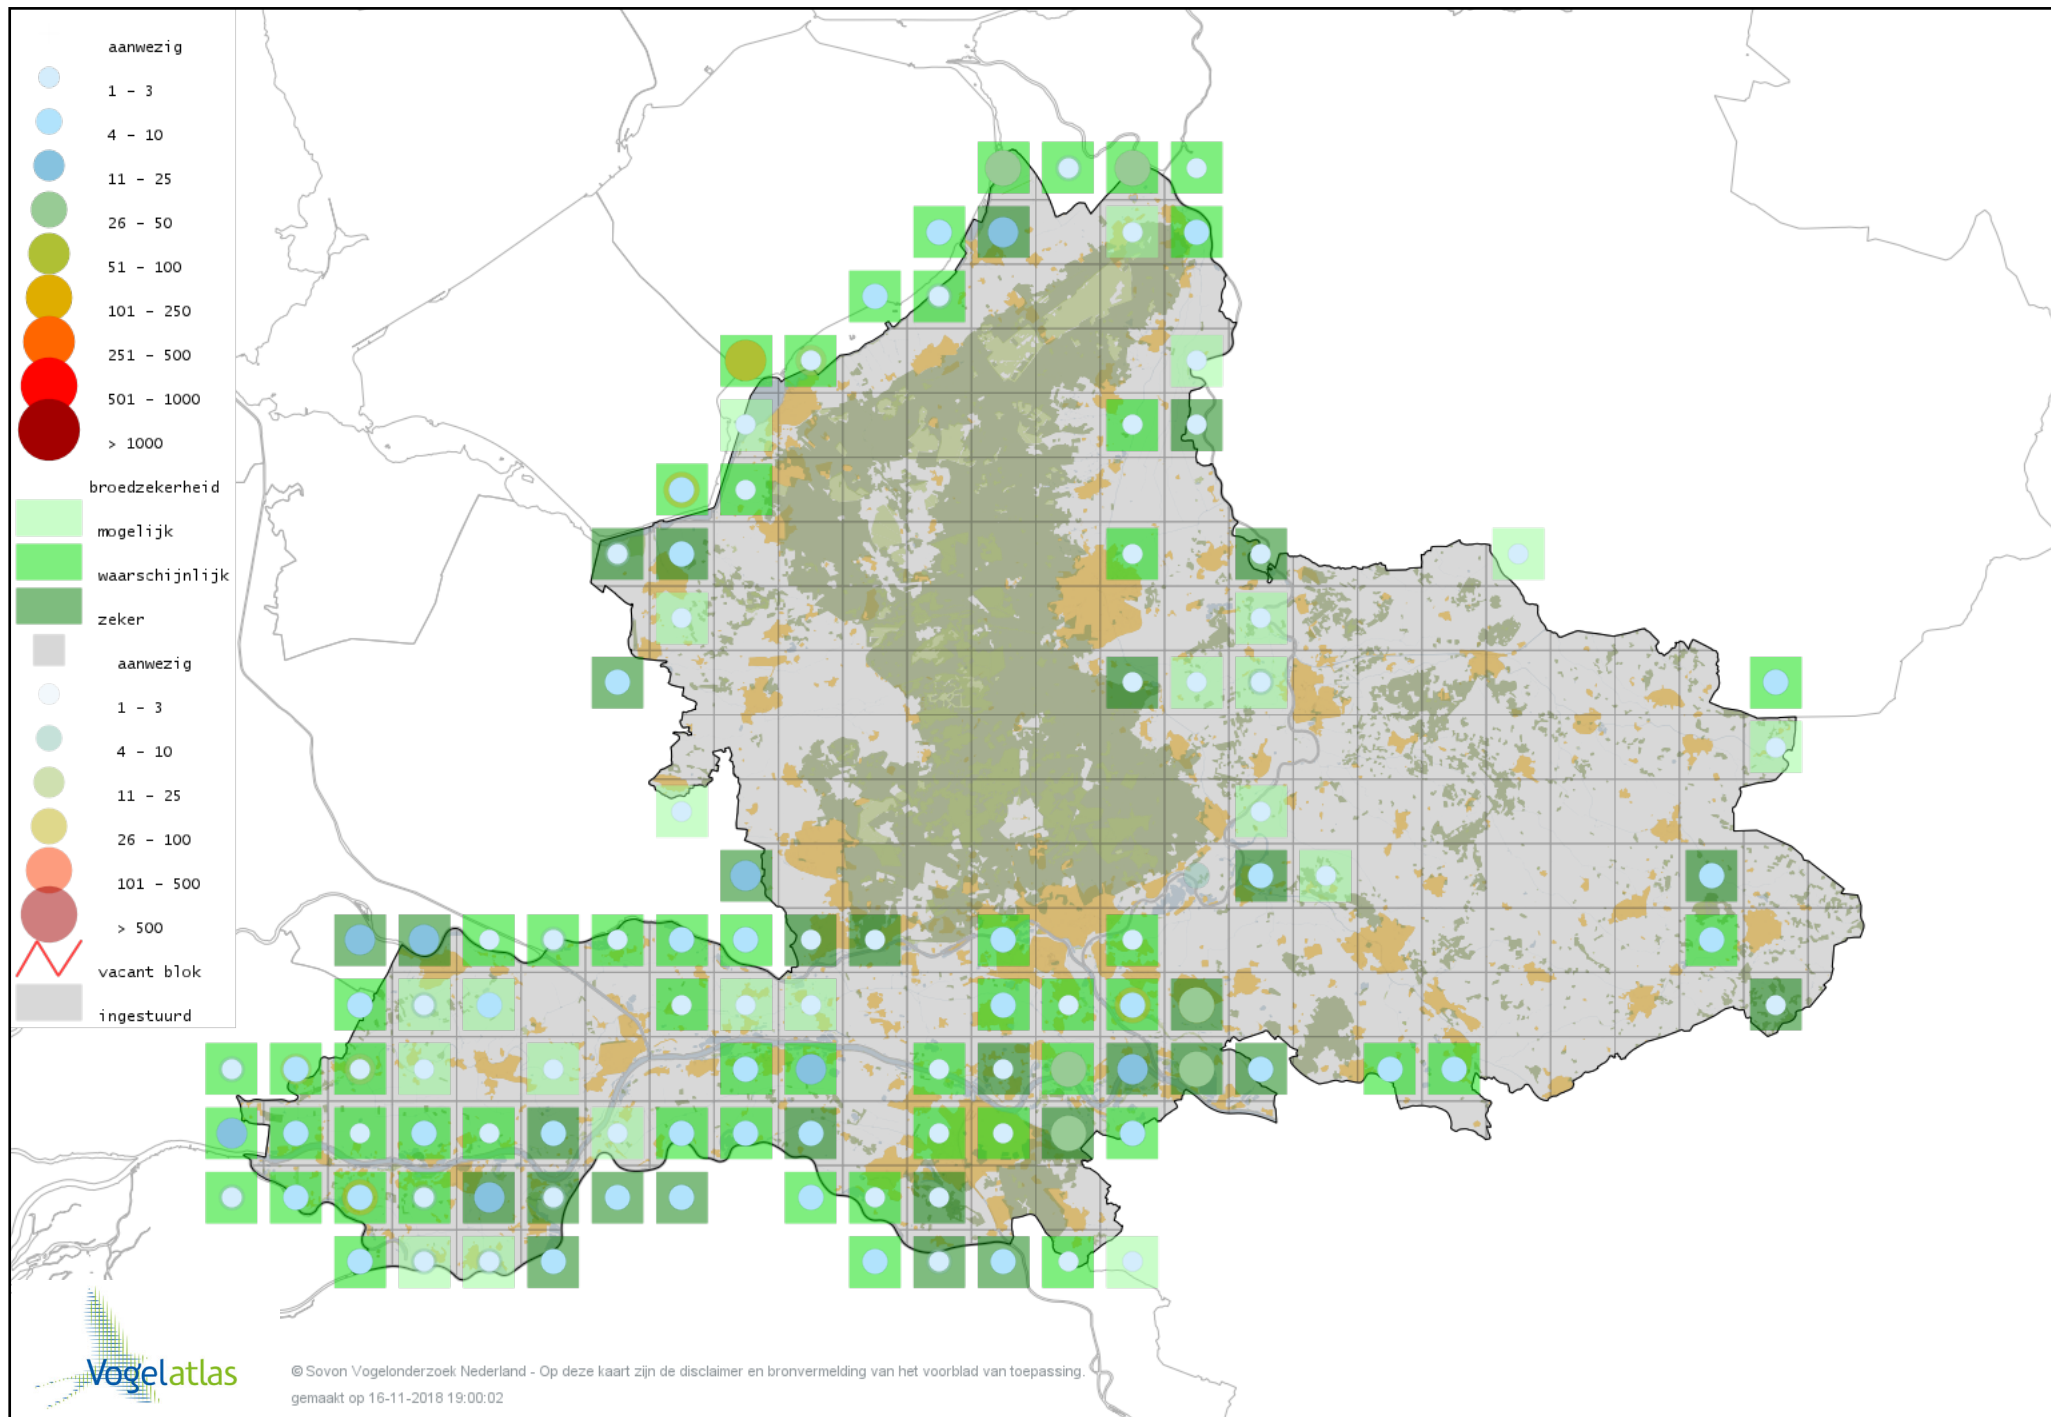 aanwezig
1 - 3
4 - 10
11 - 25
26 - 50
51 - 100
101 - 250
251 - 500
501 - 1000
> 1000
broedzekerheid
mogelijk
waarschijnlijk
zeker
aanwezig
1 - 3
4 - 10
11 - 25
26 - 100
101 - 500
> 500
vacant blok
ingestuurd
Vogelatlas
© Sovon Vogelonderzoek Nederland - Op deze kaart zijn de disclaimer en bronvermelding van het voorblad van toepassing.
gemaakt op 16-11-2018 19:00:02